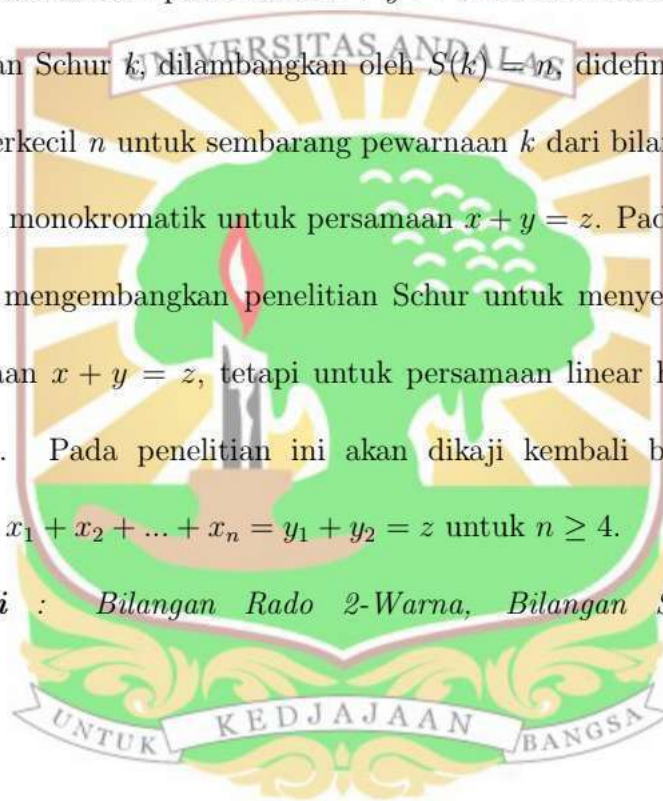 UNIVERSITAS ANDALAS
an Schur k, dilambangkan oleh S(k) = n, didefin
erkecil n untuk sembarang pewarnaan k dari bilan
monokromatik untuk persamaan x + y = z. Pad
mengembangkan penelitian Schur untuk menye
aan x + y = z, tetapi untuk persamaan linear h
. Pada penelitian ini akan dikaji kembali b
x₁ + x₂ + ... + xₙ = y₁ + y₂ = z untuk n ≥ 4.
i : Bilangan Rado 2-Warna, Bilangan S
UNTUK KEDJAJAAN BANGSA